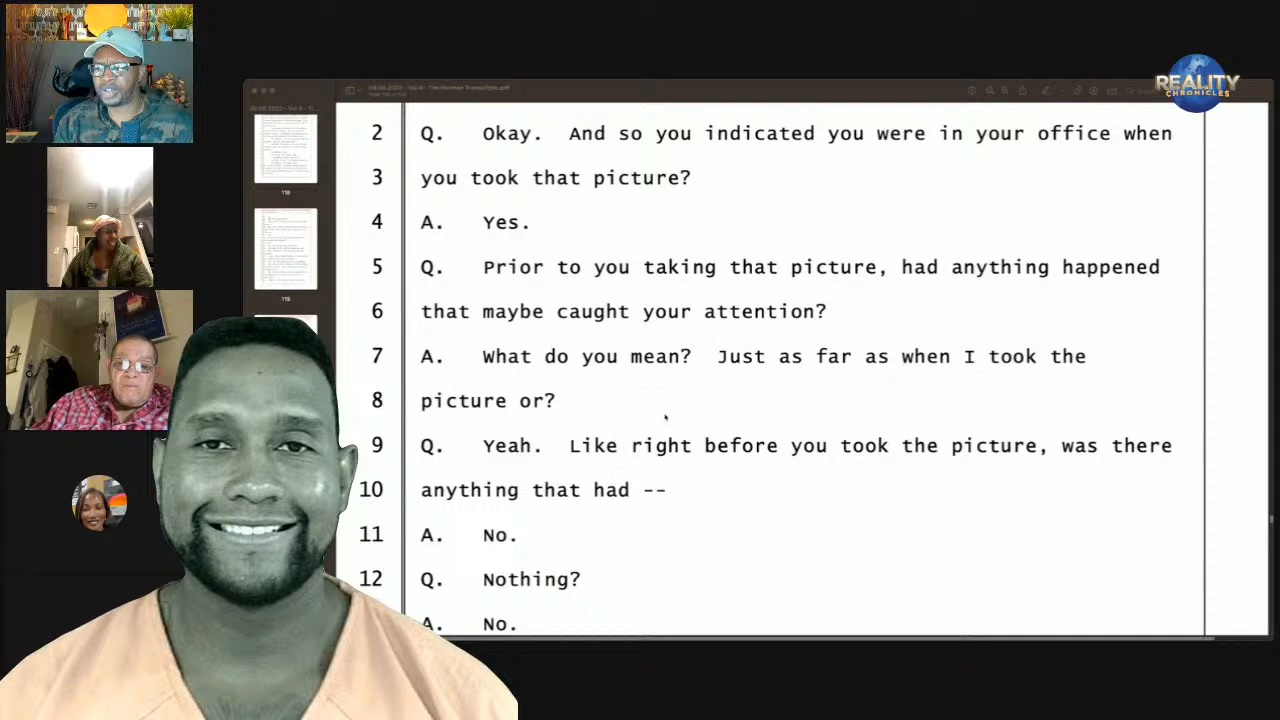 REALITY
CHRONICLES
118
119
2 Q. Okay. And so you indicated you were in your office when
3 you took that picture?
4 A. Yes.
5 Q. Prior to you taking that picture, had anything happened
6 that maybe caught your attention?
7 A. What do you mean? Just as far as when I took the
8 picture or?
9 Q. Yeah. Like right before you took the picture, was there
10 anything that had --
11 A. No.
12 Q. Nothing?
A. No.